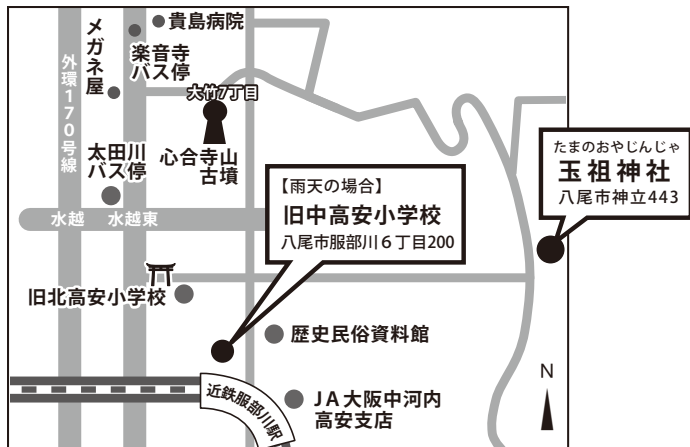 貴島病院
メガネ屋
楽音寺
バス停
外環170号線
大竹7丁目
太田川
バス停
心合寺山
古墳
【雨天の場合】
旧中高安小学校
八尾市服部川6丁目200
たまのおやじんじゃ
玉祖神社
八尾市神立443
水越
水越東
旧北高安小学校
歴史民俗資料館
近鉄服部川駅
JA大阪中河内
高安支店
N